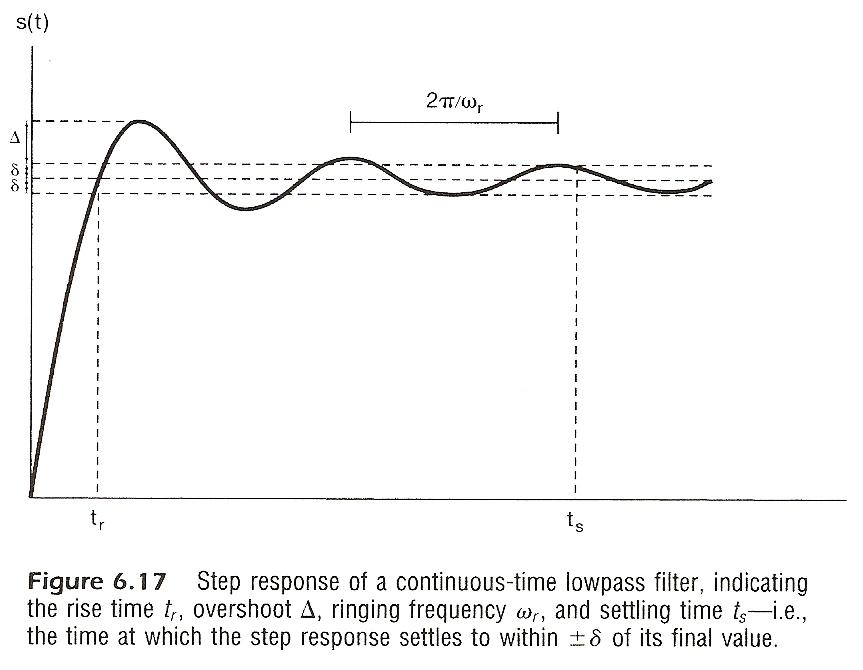 s(t)
2π/ωr
Δ
δ
δ
tr
ts
Figure 6.17 Step response of a continuous-time lowpass filter, indicating
the rise time tr, overshoot Δ, ringing frequency ωr, and settling time ts—i.e.,
the time at which the step response settles to within ±δ of its final value.